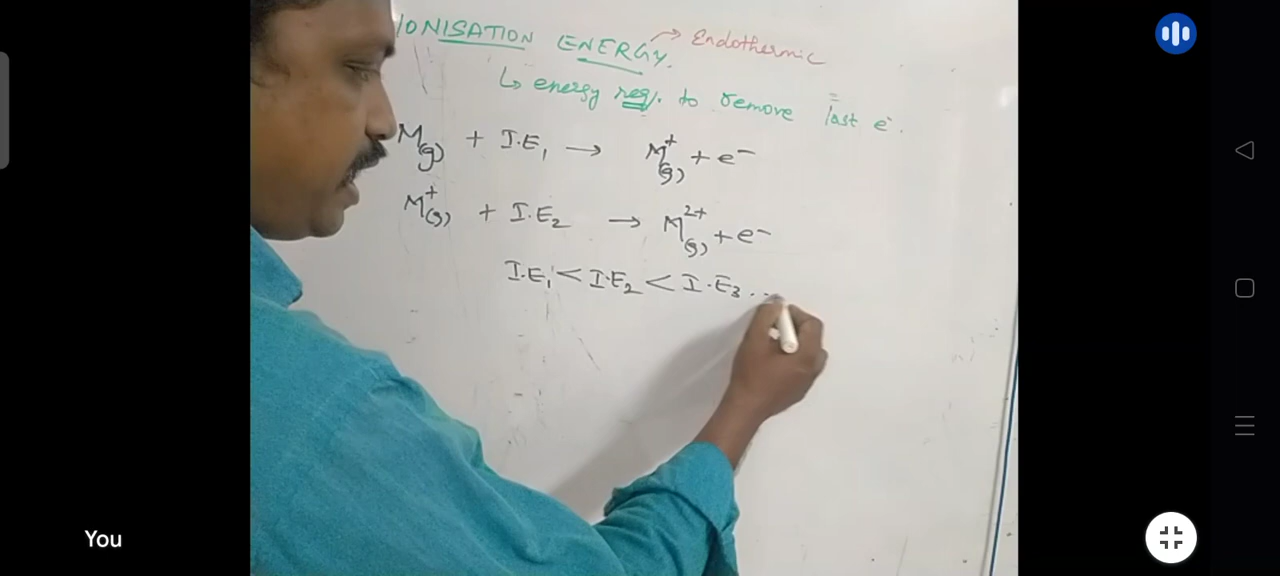 IONISATION ENERGY. → Endothermic
↳ energy req. to remove last e⁻.
M(g) + I.E₁ → M⁺(g) + e⁻
M⁺(g) + I.E₂ → M²⁺(g) + e⁻
I.E₁ < I.E₂ < I.E₃ ...
You